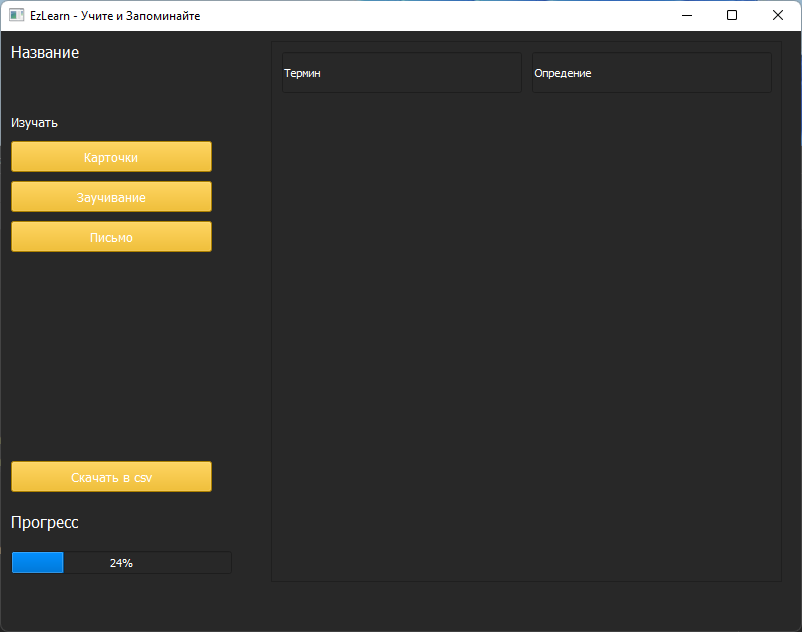 EzLearn - Учите и Запоминайте
Название
Изучать
Карточки
Заучивание
Письмо
Скачать в csv
Прогресс
24%
Термин
Опредение